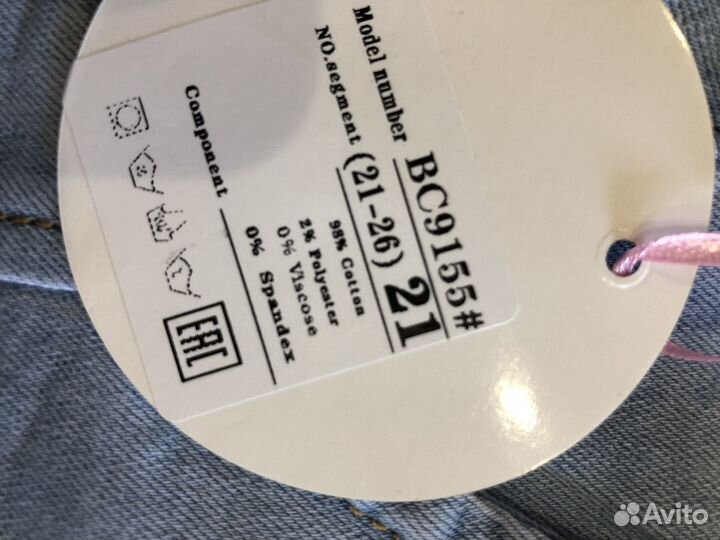 Model number BC9155#
NO.segment (21-26) 21
98% Cotton
2% Polyester
Component 0% Viscose
0% Spandex
EAC
Avito